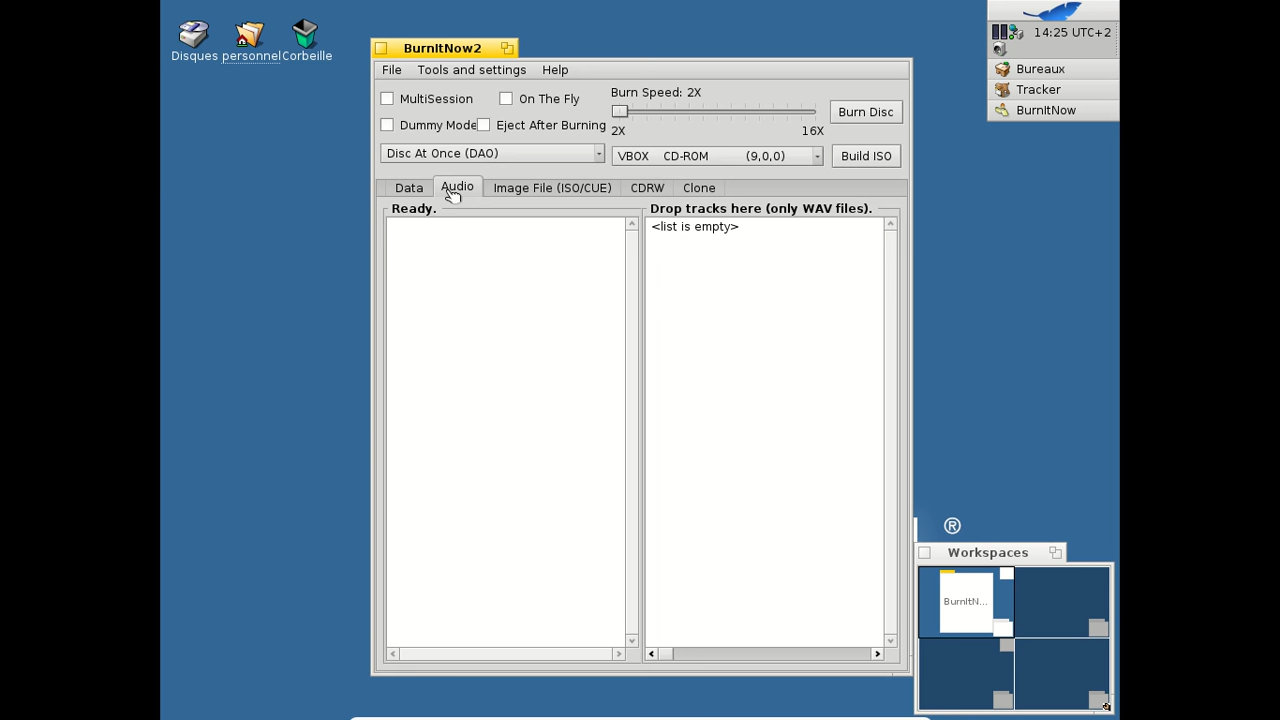 Disques
personnel
Corbeille
14:25 UTC+2
Bureaux
Tracker
BurnItNow
BurnItNow2
File
Tools and settings
Help
MultiSession
On The Fly
Burn Speed: 2X
Burn Disc
Dummy Mode
Eject After Burning
2X
16X
Disc At Once (DAO)
VBOX CD-ROM (9,0,0)
Build ISO
Data
Audio
Image File (ISO/CUE)
CDRW
Clone
Ready.
Drop tracks here (only WAV files).
<list is empty>
®
Workspaces
BurnItN...